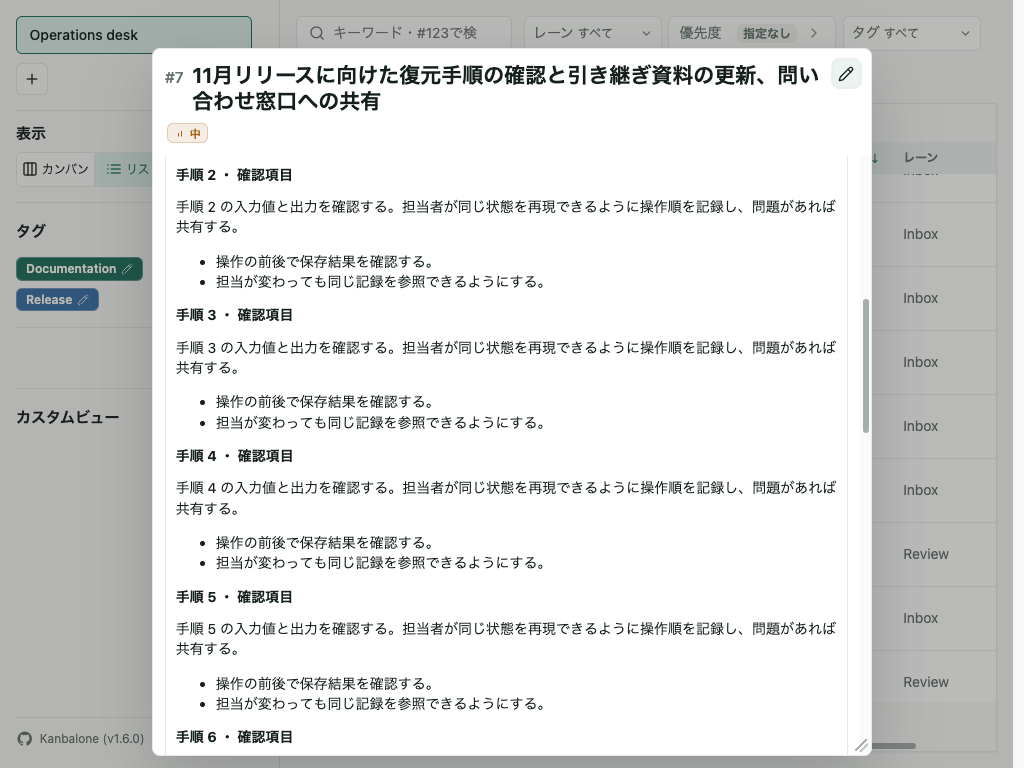 Operations desk
キーワード・#123で検
レーン すべて
優先度 指定なし
タグ すべて
+
表示
カンバン
リス
タグ
Documentation
Release
カスタムビュー
Kanbalone (v1.6.0)
#7 11月リリースに向けた復元手順の確認と引き継ぎ資料の更新、問い
合わせ窓口への共有
中
手順 2 ・ 確認項目
手順 2 の入力値と出力を確認する。担当者が同じ状態を再現できるように操作順を記録し、問題があれば
共有する。
• 操作の前後で保存結果を確認する。
• 担当が変わっても同じ記録を参照できるようにする。
手順 3 ・ 確認項目
手順 3 の入力値と出力を確認する。担当者が同じ状態を再現できるように操作順を記録し、問題があれば
共有する。
• 操作の前後で保存結果を確認する。
• 担当が変わっても同じ記録を参照できるようにする。
手順 4 ・ 確認項目
手順 4 の入力値と出力を確認する。担当者が同じ状態を再現できるように操作順を記録し、問題があれば
共有する。
• 操作の前後で保存結果を確認する。
• 担当が変わっても同じ記録を参照できるようにする。
手順 5 ・ 確認項目
手順 5 の入力値と出力を確認する。担当者が同じ状態を再現できるように操作順を記録し、問題があれば
共有する。
• 操作の前後で保存結果を確認する。
• 担当が変わっても同じ記録を参照できるようにする。
手順 6 ・ 確認項目
↓ レーン
Inbox
Inbox
Inbox
Inbox
Inbox
Review
Inbox
Review